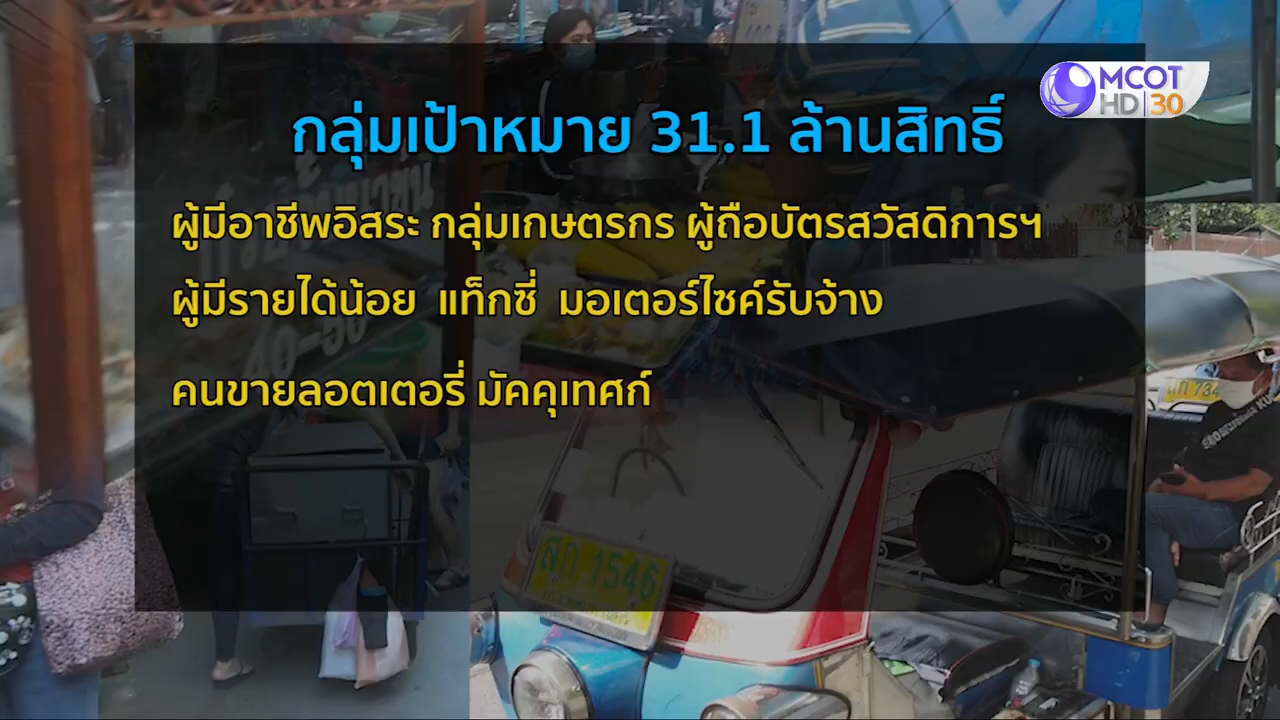 MCOT
HD 30
กลุ่มเป้าหมาย 31.1 ล้านสิทธิ์
ผู้มีอาชีพอิสระ กลุ่มเกษตรกร ผู้ถือบัตรสวัสดิการฯ
ผู้มีรายได้น้อย แท็กซี่ มอเตอร์ไซค์รับจ้าง
คนขายลอตเตอรี่ มัคคุเทศก์
40-50
สก 1546